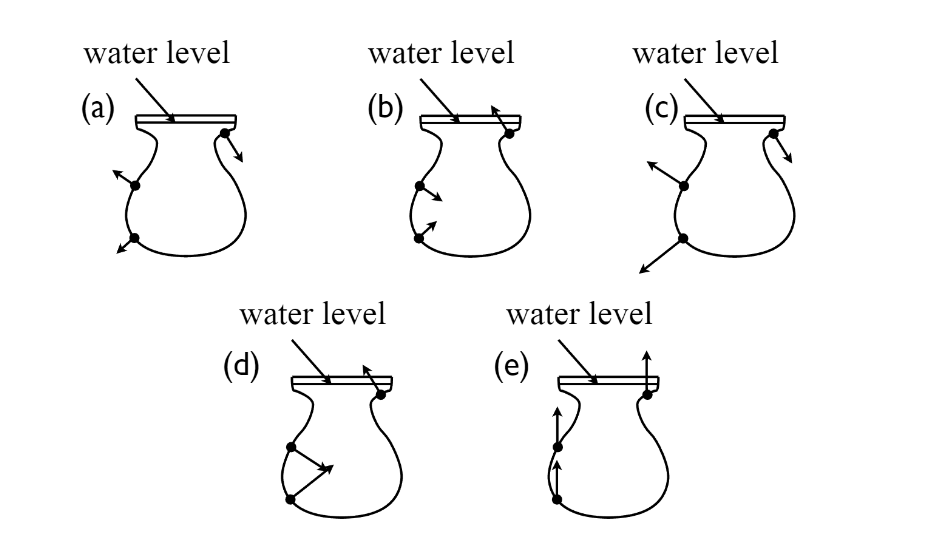 water level water level water level
(a) (b) (c)
water level water level
(d) (e)